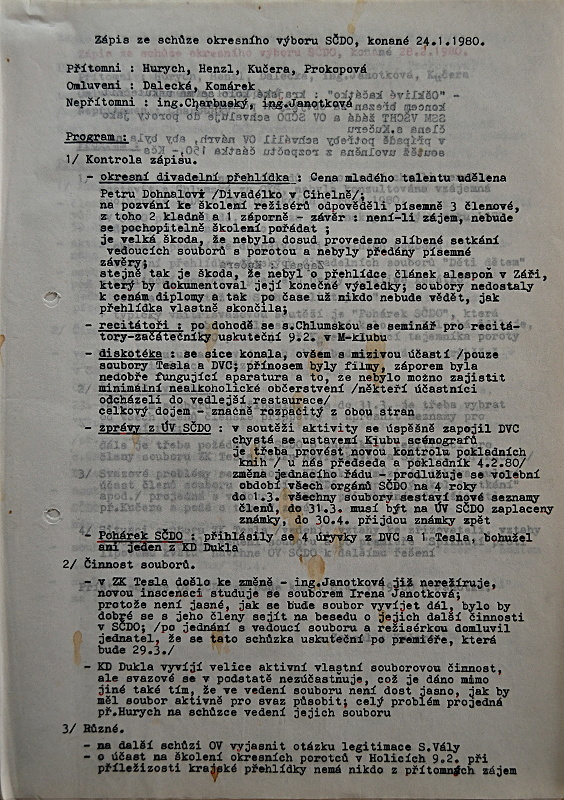 Zápis ze schůze okresního výboru SČDO, konané 24.1.1980.
Přítomni : Hurych, Henzl, Kučera, Prokopová
Omluveni : Dalecká, Komárek
Nepřítomni : ing.Charbuský, ing.Janotková
Program :
1/ Kontrola zápisu.
- okresní divadelní přehlídka : Cena mladého talentu udělena
Petru Dohnalovi /Divadélko v Cihelně/;
na pozvání ke školení režisérů odpověděli písemně 3 členové,
z toho 2 kladně a 1 záporně - závěr : není-li zájem, nebude
se pochopitelně školení pořádat ;
je velká škoda, že nebylo dosud provedeno slíbené setkání
vedoucích souborů s porotou a nebyly předány písemné
závěry;
stejně tak je škoda, že nebyl o přehlídce článek alespoň v Záři,
který by dokumentoval její konečné výsledky; soubory nedostaly
k cenám diplomy a tak po čase už nikdo nebude vědět, jak
přehlídka vlastně skončila;
- recitátoři : po dohodě se s.Chlumskou se seminář pro recitá-
tory-začátečníky uskuteční 9.2. v M-klubu
- diskotéka : se sice konala, ovšem s mizivou účastí /pouze
soubory Tesla a DVC; přínosem byly filmy, záporem byla
nedobře fungující aparatura a to, že nebylo možno zajistit
minimální nealkoholické občerstvení /někteří účastníci
odcházeli do vedlejší restaurace/
celkový dojem - značně rozpačitý z obou stran
- zprávy z ÚV SČDO : v soutěži aktivity se úspěšně zapojil DVC
chystá se ustavení Klubu scénografů
je třeba provést novou kontrolu pokladních
knih / u nás předseda a pokladník 4.2.80/
změna jednacího řádu - prodlužuje se volební
období všech orgánů SČDO na 4 roky
do 1.3. všechny soubory sestaví nové seznamy
členů, do 31.3. musí být na ÚV SČDO zaplaceny
známky, do 30.4. přijdou známky zpět
- Pohárek SČDO : přihlásily se 4 úryvky z DVC a 1 Tesla, bohužel
ani jeden z KD Dukla
2/ Činnost souborů.
- v ZK Tesla došlo ke změně - ing.Janotková již nerežíruje,
novou inscenaci studuje se souborem Irena Janotková;
protože není jasné, jak se bude soubor vyvíjet dál, bylo by
dobré se s jeho členy sejít na besedu o jejich další činnosti
v SČDO; /po jednání s vedoucí souboru a režisérkou domluvil
jednatel, že se tato schůzka uskuteční po premiéře, která
bude 29.3./
- KD Dukla vyvíjí velice aktivní vlastní souborovou činnost,
ale svazové se v podstatě nezúčastňuje, což je dáno mimo
jiné také tím, že ve vedení souboru není dost jasno, jak by
měl soubor aktivně pro svaz působit; celý problém projedná
př.Hurych na schůzce vedení jejich souboru
3/ Různé.
- na další schůzi OV vyjasnit otázku legitimace S.Vály
- o účast na školení okresních porotců v Holicích 9.2. při
příležitosti krajské přehlídky nemá nikdo z přítomných zájem